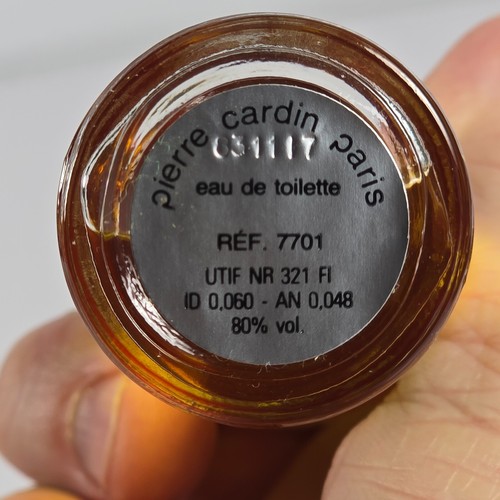 pierre cardin paris
031117
eau de toilette
RÉF. 7701
UTIF NR 321 FI
ID 0,060 - AN 0,048
80% vol.